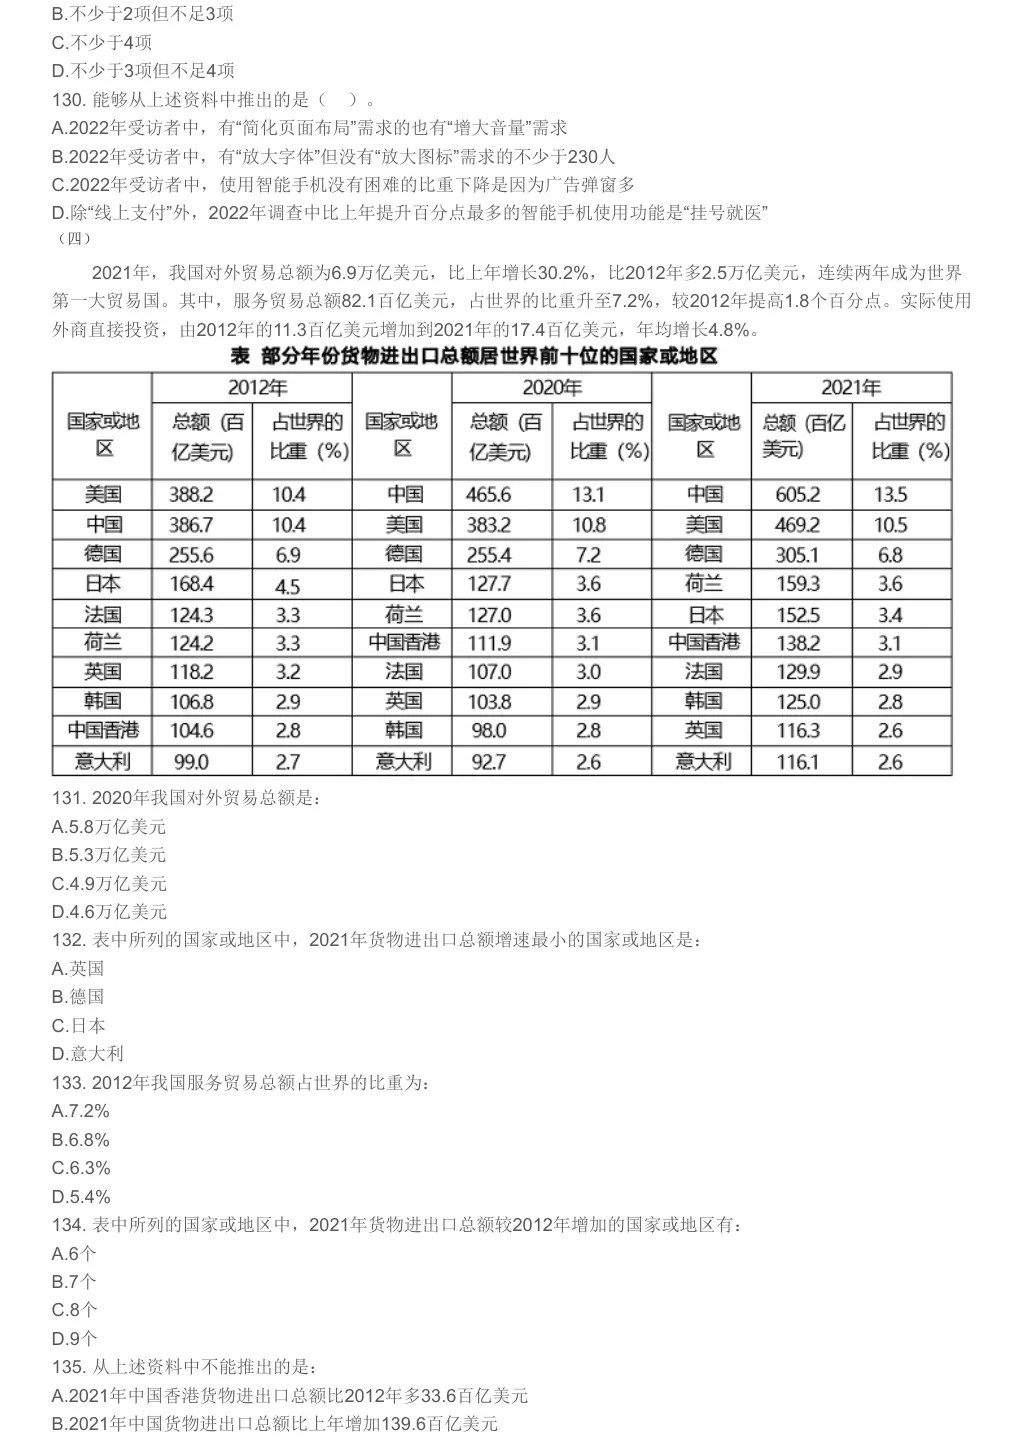 B.不少于2项但不足3项
C.不少于4项
D.不少于3项但不足4项
130. 能够从上述资料中推出的是（　）。
A.2022年受访者中，有“简化页面布局”需求的也有“增大音量”需求
B.2022年受访者中，有“放大字体”但没有“放大图标”需求的不少于230人
C.2022年受访者中，使用智能手机没有困难的比重下降是因为广告弹窗多
D.除“线上支付”外，2022年调查中比上年提升百分点最多的智能手机使用功能是“挂号就医”
（四）
2021年，我国对外贸易总额为6.9万亿美元，比上年增长30.2%，比2012年多2.5万亿美元，连续两年成为世界
第一大贸易国。其中，服务贸易总额82.1百亿美元，占世界的比重升至7.2%，较2012年提高1.8个百分点。实际使用
外商直接投资，由2012年的11.3百亿美元增加到2021年的17.4百亿美元，年均增长4.8%。
表 部分年份货物进出口总额居世界前十位的国家或地区
国家或地区 2012年 国家或地区 2020年 国家或地区 2021年
总额（百亿美元） 占世界的比重（%） 总额（百亿美元） 占世界的比重（%） 总额（百亿美元） 占世界的比重（%）
美国 388.2 10.4 中国 465.6 13.1 中国 605.2 13.5
中国 386.7 10.4 美国 383.2 10.8 美国 469.2 10.5
德国 255.6 6.9 德国 255.4 7.2 德国 305.1 6.8
日本 168.4 4.5 日本 127.7 3.6 荷兰 159.3 3.6
法国 124.3 3.3 荷兰 127.0 3.6 日本 152.5 3.4
荷兰 124.2 3.3 中国香港 111.9 3.1 中国香港 138.2 3.1
英国 118.2 3.2 法国 107.0 3.0 法国 129.9 2.9
韩国 106.8 2.9 英国 103.8 2.9 韩国 125.0 2.8
中国香港 104.6 2.8 韩国 98.0 2.8 英国 116.3 2.6
意大利 99.0 2.7 意大利 92.7 2.6 意大利 116.1 2.6
131. 2020年我国对外贸易总额是：
A.5.8万亿美元
B.5.3万亿美元
C.4.9万亿美元
D.4.6万亿美元
132. 表中所列的国家或地区中，2021年货物进出口总额增速最小的国家或地区是：
A.英国
B.德国
C.日本
D.意大利
133. 2012年我国服务贸易总额占世界的比重为：
A.7.2%
B.6.8%
C.6.3%
D.5.4%
134. 表中所列的国家或地区中，2021年货物进出口总额较2012年增加的国家或地区有：
A.6个
B.7个
C.8个
D.9个
135. 从上述资料中不能推出的是：
A.2021年中国香港货物进出口总额比2012年多33.6百亿美元
B.2021年中国货物进出口总额比上年增加139.6百亿美元